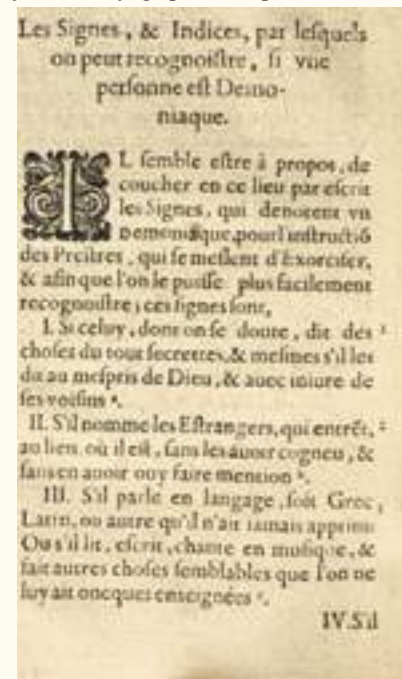 Les Signes, & Indices, par lesquels
on peut recognoistre, si vne
personne est Demo-
niaque.
IL semble estre à propos, de
coucher en ce lieu par escrit
les Signes, qui denotent vn
Demoniaque, pour l'instructiõ
des Prestres, qui se meslent d'Exorciser,
& afin que l'on le puisse plus facilement
recognoistre; ces signes sont,
I. Si celuy, dont on se doute, dit des
choses du tout secrettes, & mesmes s'il les
dit au mespris de Dieu, & auec iniure de
ses voisins
II. S'il nomme les Estrangers, qui entrẽt,
au lieu où il est, sans les auoir cogneu, &
sans en auoir ouy faire mention
III. S'il parle en langage, soit Grec,
Latin, ou autre qu'il n'ait iamais apprins:
Ou s'il lit, escrit, chante en musique, &
fait autres choses semblables que l'on ne
luy ait oncques enseignées
IV. S'il